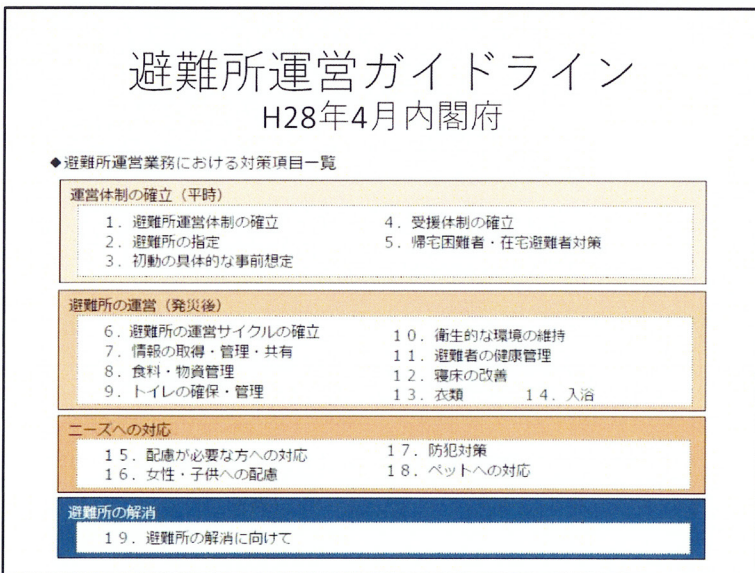 避難所運営ガイドライン
H28年4月内閣府
◆避難所運営業務における対策項目一覧
運営体制の確立（平時）
1．避難所運営体制の確立
2．避難所の指定
3．初動の具体的な事前想定
4．受援体制の確立
5．帰宅困難者・在宅避難者対策
避難所の運営（発災後）
6．避難所の運営サイクルの確立
7．情報の取得・管理・共有
8．食料・物資管理
9．トイレの確保・管理
10．衛生的な環境の維持
11．避難者の健康管理
12．寝床の改善
13．衣類　14．入浴
ニーズへの対応
15．配慮が必要な方への対応
16．女性・子供への配慮
17．防犯対策
18．ペットへの対応
避難所の解消
19．避難所の解消に向けて